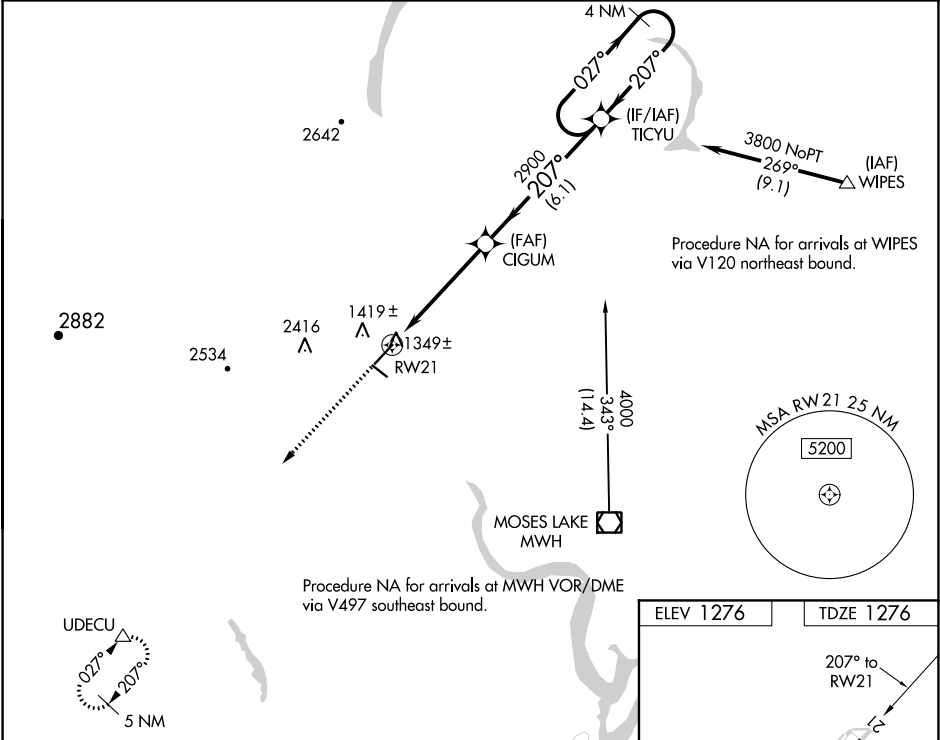 4 NM
027°
207°
(IF/IAF)
TICYU
2642
3800 NoPT
269°
(9.1)
(IAF)
WIPES
2900
207°
(6.1)
(FAF)
CIGUM
Procedure NA for arrivals at WIPES
via V120 northeast bound.
2882
2534
2416
1419±
1349±
RW21
4000
343°
(14.4)
MSA RW21 25 NM
5200
MOSES LAKE
MWH
Procedure NA for arrivals at MWH VOR/DME
via V497 southeast bound.
UDECU
027°
207°
5 NM
ELEV 1276
TDZE 1276
207° to
RW21
21